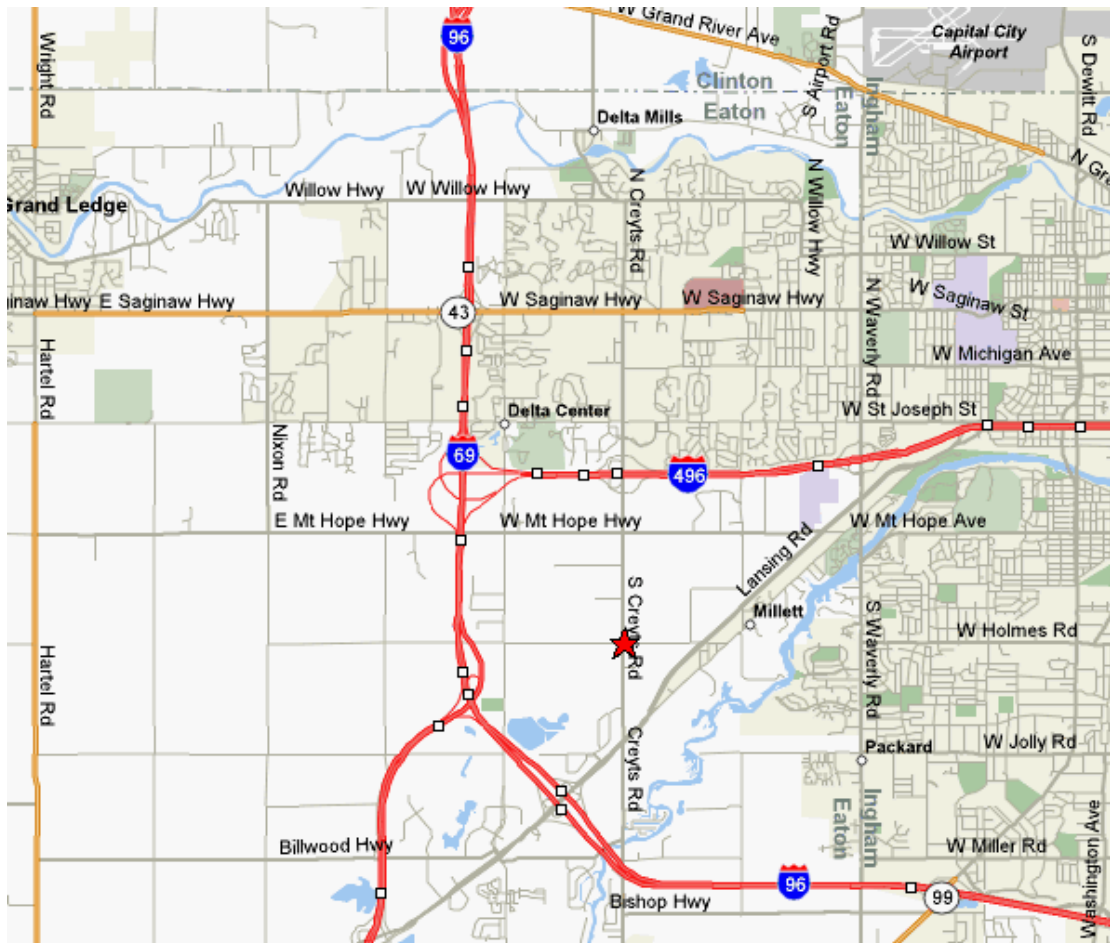 W Grand River Ave
96
Capital City
Airport
Wright Rd
S Airport Rd
S Dewitt Rd
Clinton
Eaton
Ingham
Eaton
Delta Mills
N Gr
Willow Hwy
W Willow Hwy
N Creyts Rd
N Willow Hwy
Grand Ledge
W Willow St
ginaw Hwy
E Saginaw Hwy
43
W Saginaw Hwy
W Saginaw Hwy
N Waverly Rd
W Saginaw St
Hartel Rd
W Michigan Ave
Delta Center
W St Joseph St
Nixon Rd
69
496
E Mt Hope Hwy
W Mt Hope Hwy
Lansing Rd
W Mt Hope Ave
S Creyts Rd
Millett
S Waverly Rd
W Holmes Rd
Hartel Rd
Creyts Rd
Packard
W Jolly Rd
Eaton
Ingham
Billwood Hwy
W Miller Rd
Washington Ave
96
99
Bishop Hwy